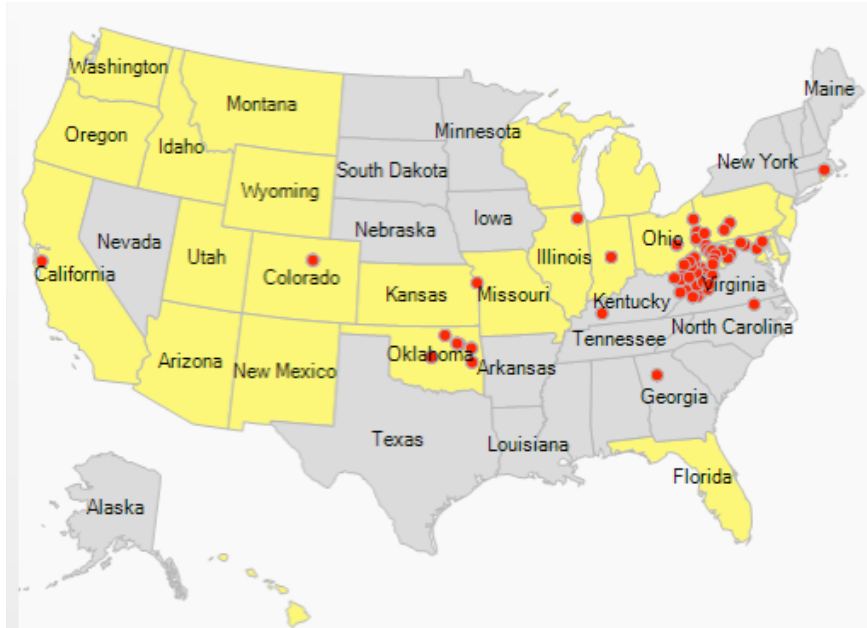 Washington
Montana
Minnesota
Maine
Oregon
Idaho
South Dakota
New York
Wyoming
Nebraska
Iowa
Nevada
Utah
Colorado
Illinois
Ohio
California
Kansas
Missouri
Kentucky
Virginia
Arizona
New Mexico
Oklahoma
Arkansas
Tennessee
North Carolina
Georgia
Texas
Louisiana
Florida
Alaska